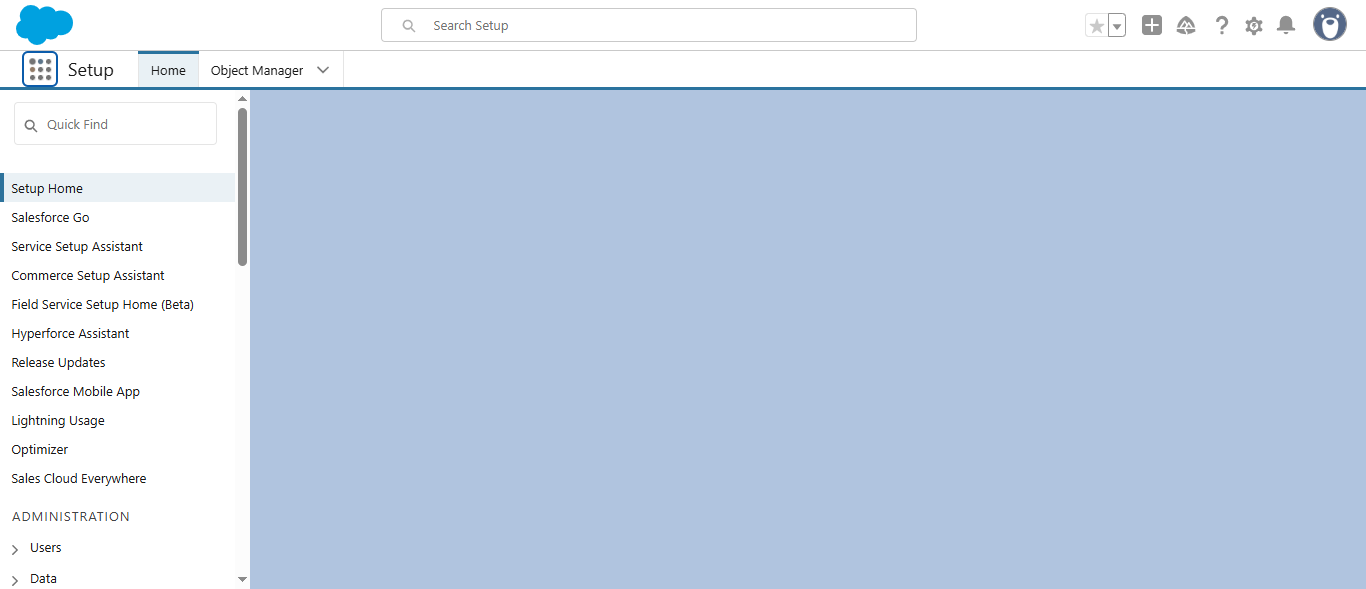 Search Setup
Setup
Home
Object Manager
Quick Find
Setup Home
Salesforce Go
Service Setup Assistant
Commerce Setup Assistant
Field Service Setup Home (Beta)
Hyperforce Assistant
Release Updates
Salesforce Mobile App
Lightning Usage
Optimizer
Sales Cloud Everywhere
ADMINISTRATION
Users
Data